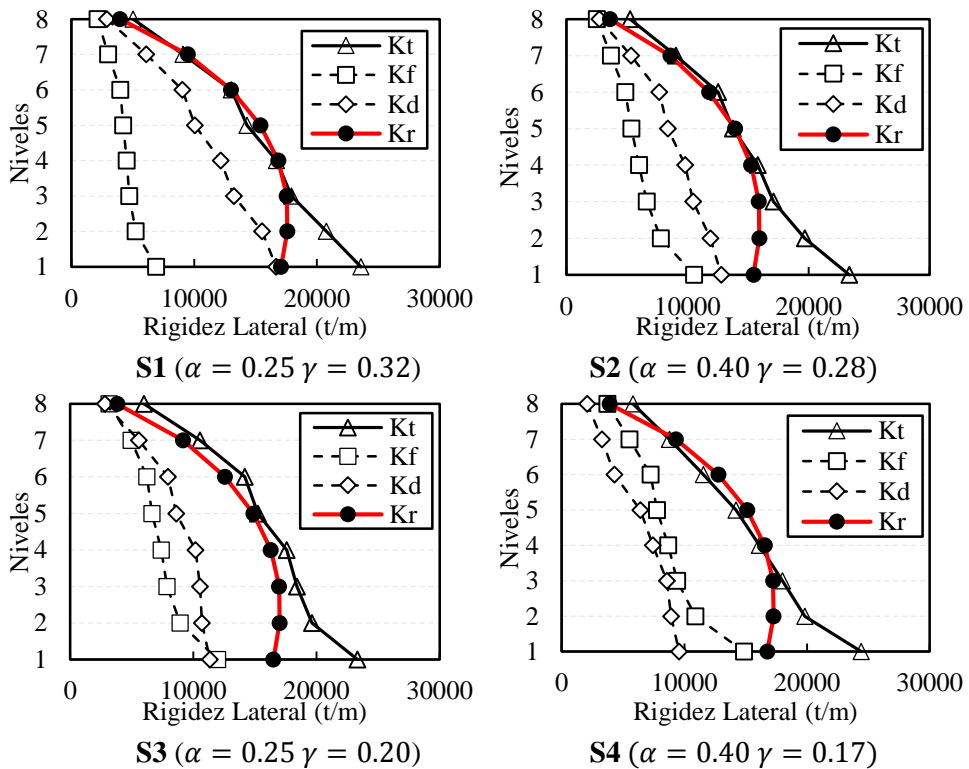 8
7
6
5
4
3
2
1
Niveles
0 10000 20000 30000
Rigidez Lateral (t/m)
Kt
Kf
Kd
Kr
S1 (α = 0.25 γ = 0.32)
8
7
6
5
4
3
2
1
Niveles
0 10000 20000 30000
Rigidez Lateral (t/m)
Kt
Kf
Kd
Kr
S2 (α = 0.40 γ = 0.28)
8
7
6
5
4
3
2
1
Niveles
0 10000 20000 30000
Rigidez Lateral (t/m)
Kt
Kf
Kd
Kr
S3 (α = 0.25 γ = 0.20)
8
7
6
5
4
3
2
1
Niveles
0 10000 20000 30000
Rigidez Lateral (t/m)
Kt
Kf
Kd
Kr
S4 (α = 0.40 γ = 0.17)